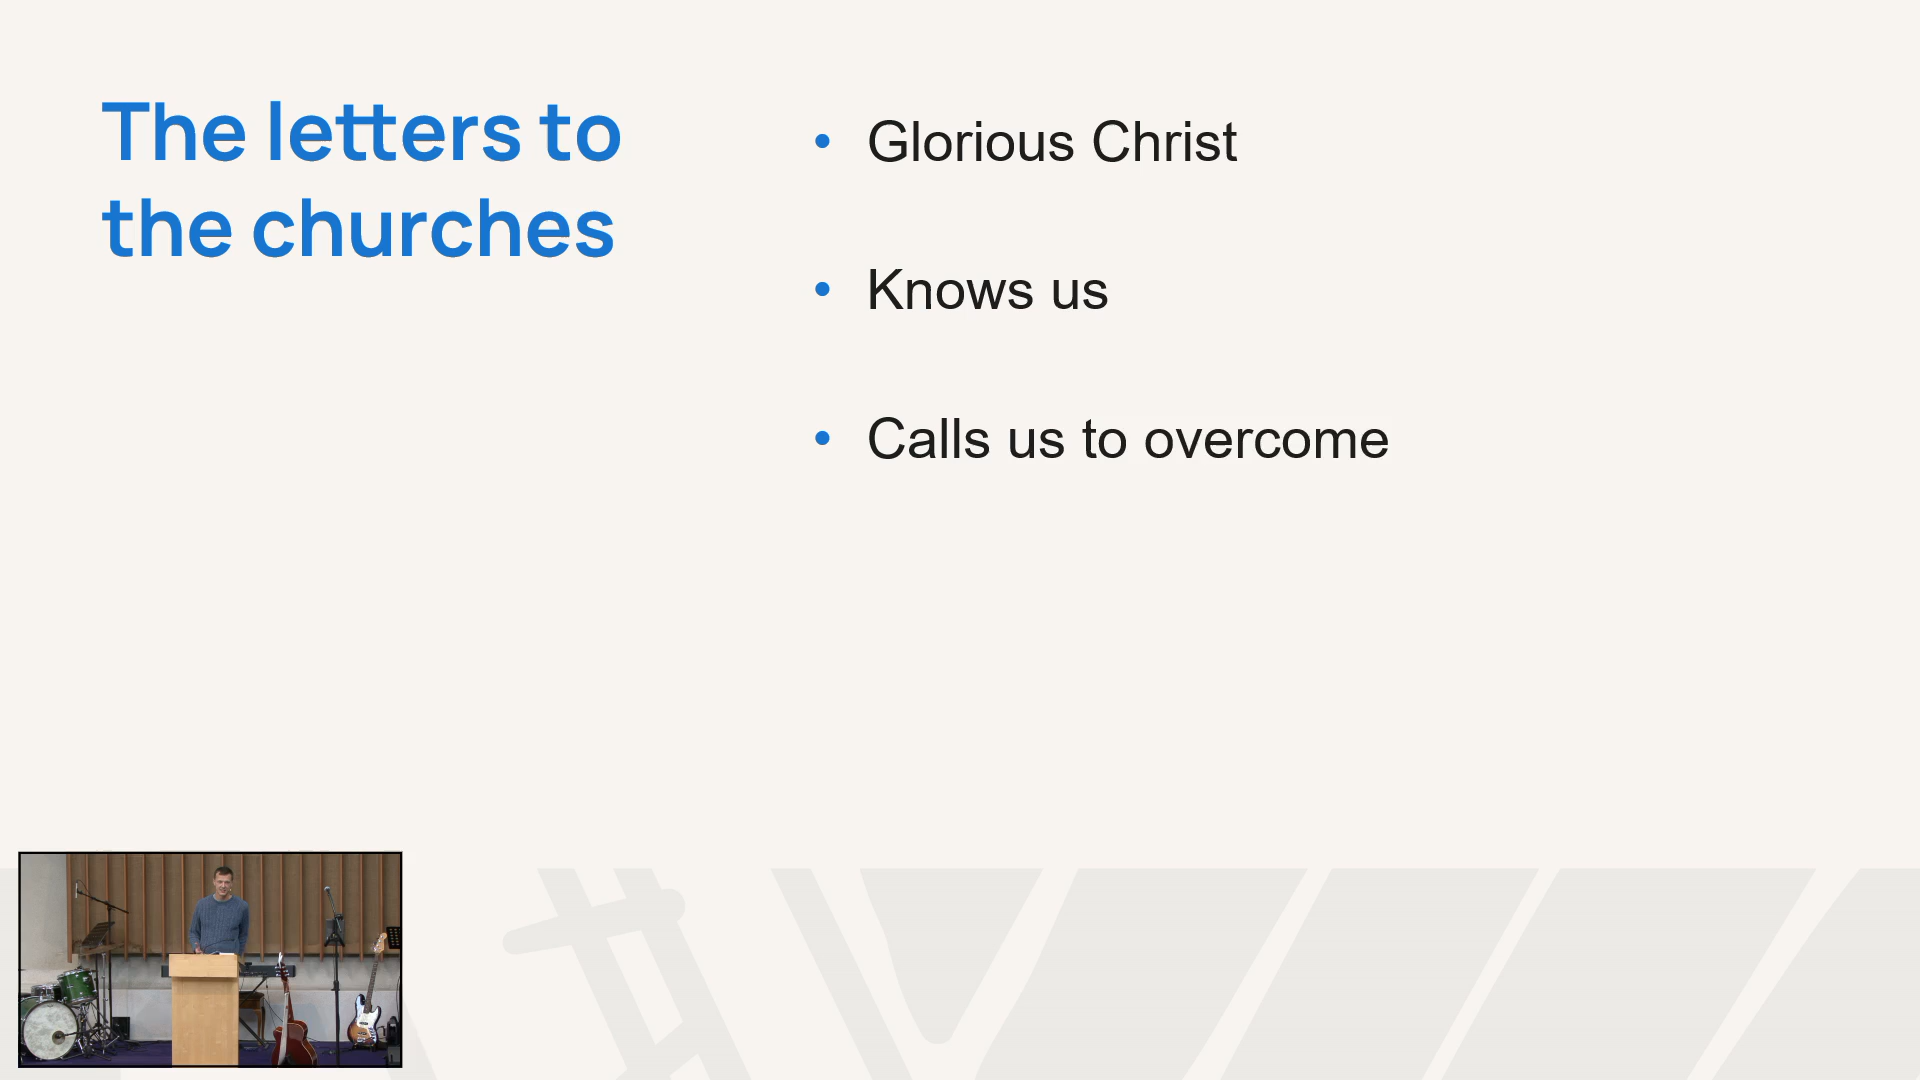 The letters to
the churches
• Glorious Christ
• Knows us
• Calls us to overcome